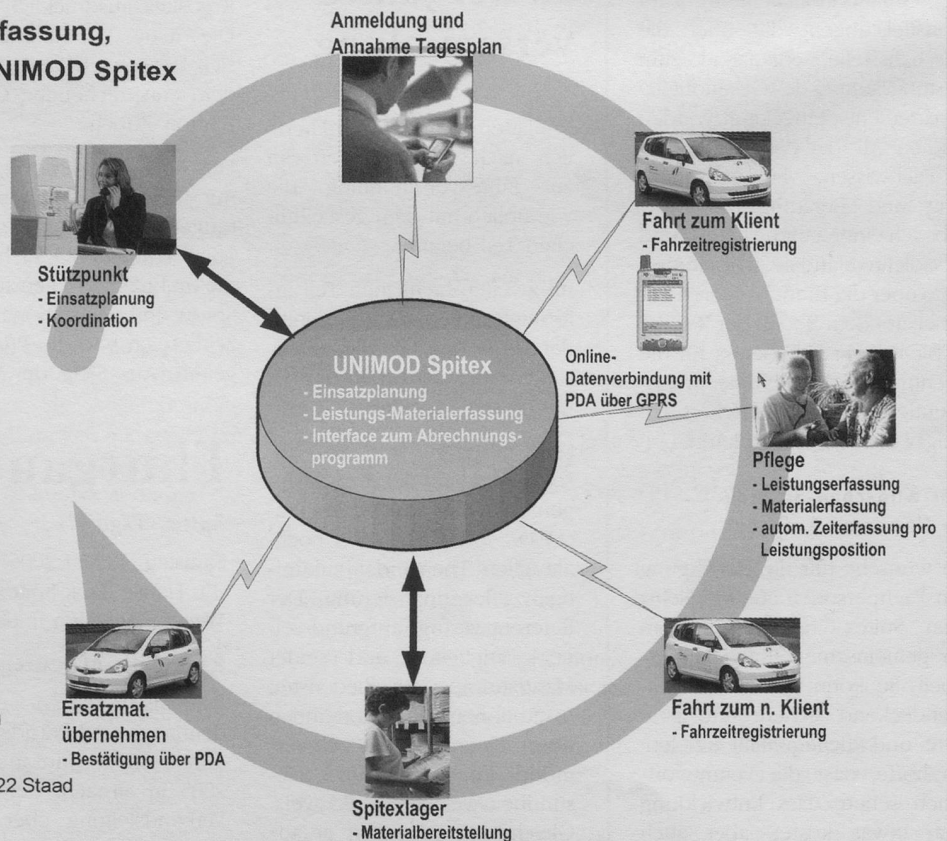 fassung,
NIMOD Spitex
Anmeldung und
Annahme Tagesplan
Fahrt zum Klient
- Fahrzeitregistrierung
Stützpunkt
- Einsatzplanung
- Koordination
UNIMOD Spitex
- Einsatzplanung
- Leistungs-Materialerfassung
- Interface zum Abrechnungs-
programm
Online-
Datenverbindung mit
PDA über GPRS
Pflege
- Leistungserfassung
- Materialerfassung
- autom. Zeiterfassung pro
Leistungsposition
Fahrt zum n. Klient
- Fahrzeitregistrierung
Spitexlager
- Materialbereitstellung
Ersatzmat.
übernehmen
- Bestätigung über PDA
22 Staad